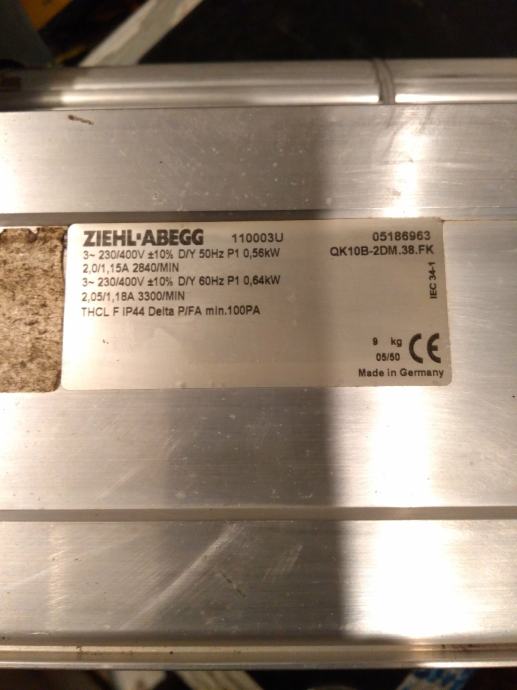 ZIEHL-ABEGG 110003U 05186963
3~ 230/400V ±10% D/Y 50Hz P1 0,56kW QK10B-2DM.38.FK
2,0/1,15A 2840/MIN
3~ 230/400V ±10% D/Y 60Hz P1 0,64kW
2,05/1,18A 3300/MIN
THCL F IP44 Delta P/FA min.100PA
IEC 34-1
9 kg
05/50 CE
Made in Germany